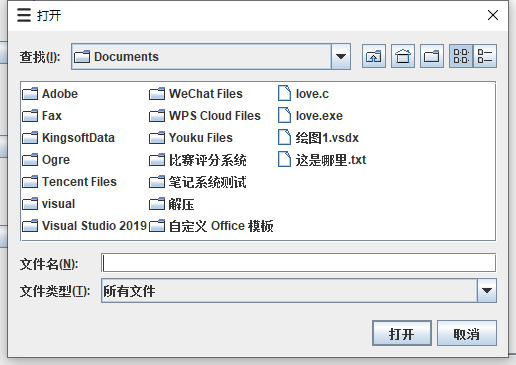 打开
查找(I): Documents
Adobe WeChat Files love.c
Fax WPS Cloud Files love.exe
KingsoftData Youku Files 绘图1.vsdx
Ogre 比赛评分系统 这是哪里.txt
Tencent Files 笔记系统测试
visual 解压
Visual Studio 2019 自定义 Office 模板
文件名(N):
文件类型(T): 所有文件
打开 取消